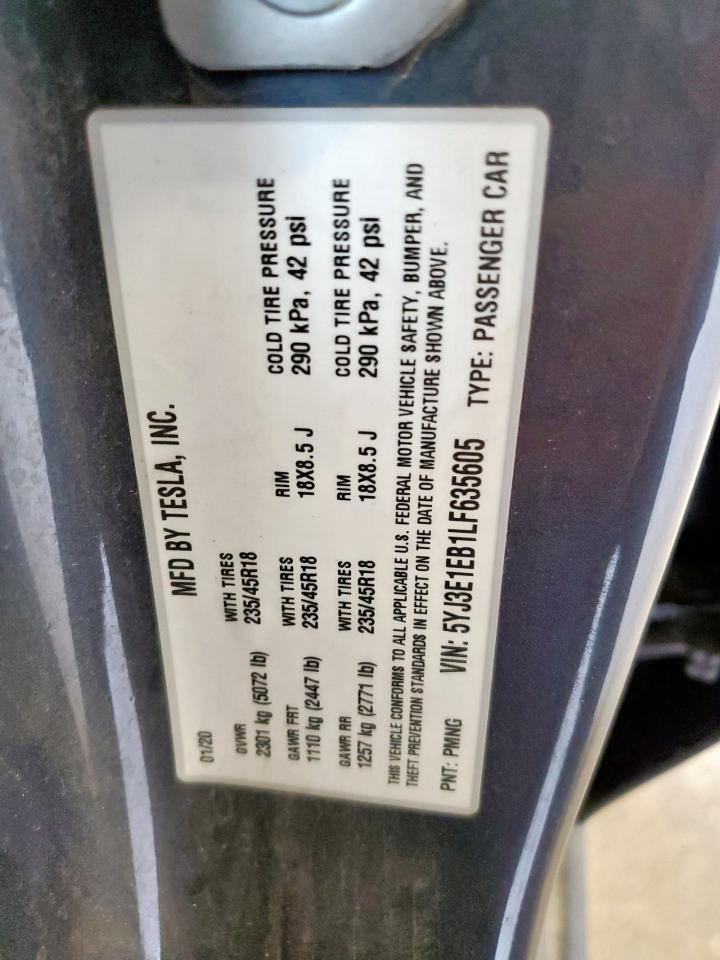 MFD BY TESLA, INC.
01/20
GVWR WITH TIRES
2301 kg (5072 lb) 235/45R18
GAWR FRT WITH TIRES RIM COLD TIRE PRESSURE
1110 kg (2447 lb) 235/45R18 18X8.5 J 290 kPa, 42 psi
GAWR RR WITH TIRES RIM COLD TIRE PRESSURE
1257 kg (2771 lb) 235/45R18 18X8.5 J 290 kPa, 42 psi
THIS VEHICLE CONFORMS TO ALL APPLICABLE U.S. FEDERAL MOTOR VEHICLE SAFETY, BUMPER, AND
THEFT PREVENTION STANDARDS IN EFFECT ON THE DATE OF MANUFACTURE SHOWN ABOVE.
PNT: PMNG VIN: 5YJ3E1EB1LF635605 TYPE: PASSENGER CAR